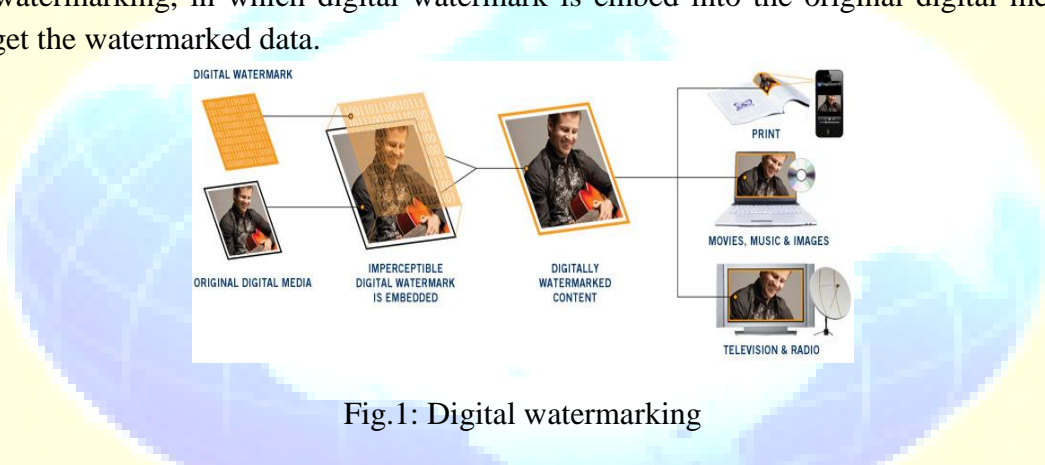 watermarking, in which digital watermark is embed into the original digital me
get the watermarked data.
DIGITAL WATERMARK
ORIGINAL DIGITAL MEDIA
IMPERCEPTIBLE
DIGITAL WATERMARK
IS EMBEDDED
DIGITALLY
WATERMARKED
CONTENT
PRINT
MOVIES, MUSIC & IMAGES
TELEVISION & RADIO
Fig.1: Digital watermarking